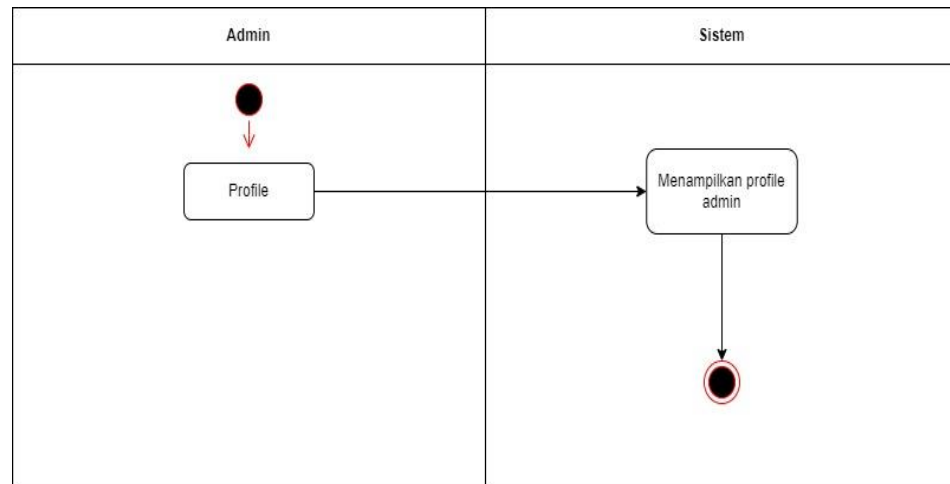 Admin
Sistem
Profile
Menampilkan profile
admin